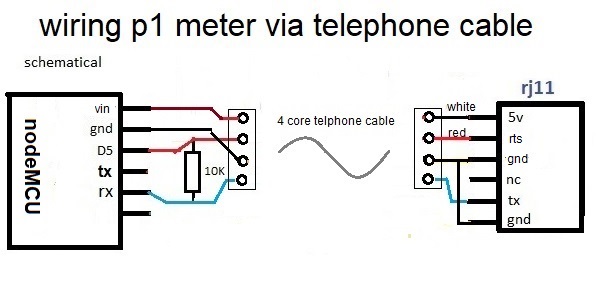 wiring p1 meter via telephone cable
schematical
nodeMCU
vin
gnd
D5
tx
rx
10K
4 core telphone cable
white
red
rj11
5v
rts
gnd
nc
tx
gnd